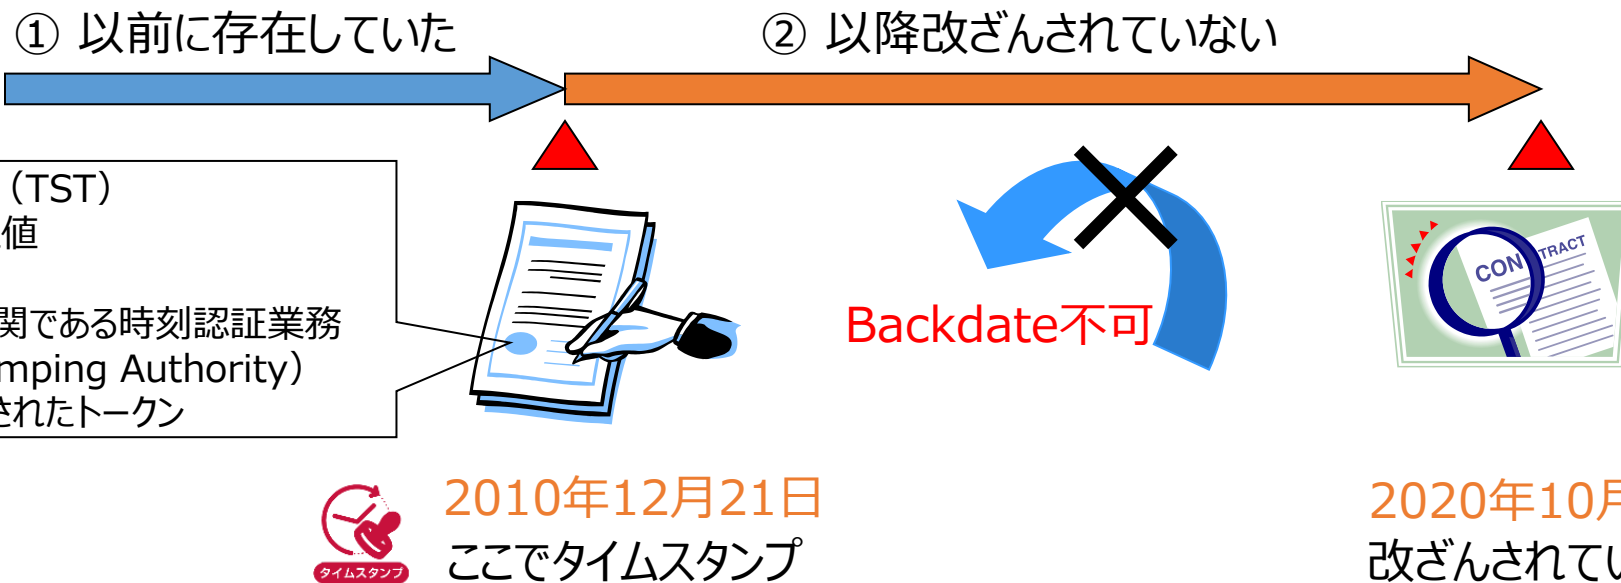 ① 以前に存在していた
② 以降改ざんされていない
（TST）
値
関である時刻認証業務
mping Authority）
されたトークン
Backdate不可
CON TRACT
2010年12月21日
ここでタイムスタンプ
タイムスタンプ
2020年10月
改ざんされてい